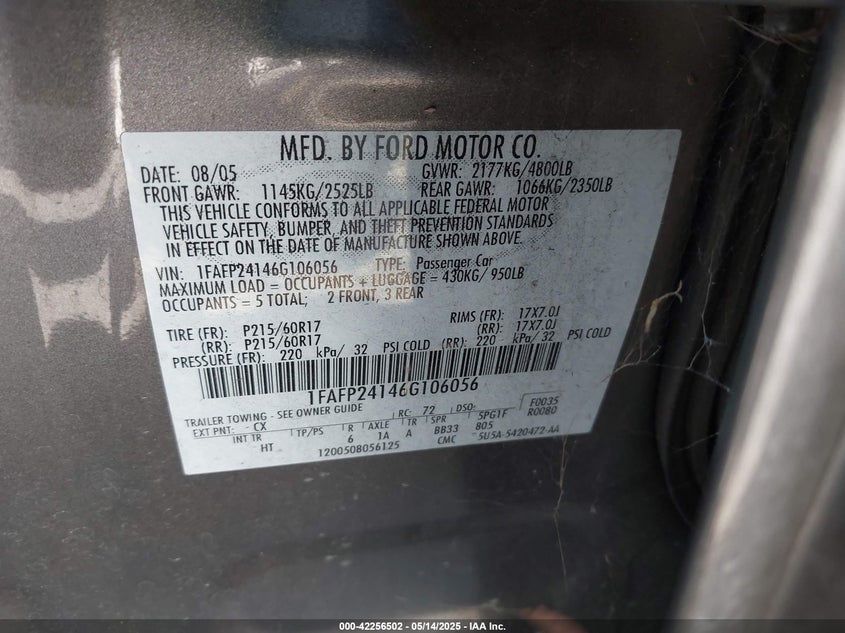 MFD. BY FORD MOTOR CO.
DATE: 08/05 GVWR: 2177KG/4800LB
FRONT GAWR: 1145KG/2525LB REAR GAWR: 1066KG/2350LB
THIS VEHICLE CONFORMS TO ALL APPLICABLE FEDERAL MOTOR
VEHICLE SAFETY, BUMPER, AND THEFT PREVENTION STANDARDS
IN EFFECT ON THE DATE OF MANUFACTURE SHOWN ABOVE.
VIN: 1FAFP24146G106056 TYPE: Passenger Car
MAXIMUM LOAD = OCCUPANTS + LUGGAGE = 430KG/ 950LB
OCCUPANTS = 5 TOTAL; 2 FRONT, 3 REAR
RIMS (FR): 17X7.0J
TIRE (FR): P215/60R17 (RR): 17X7.0J
(RR): P215/60R17
PRESSURE (FR): 220 kPa/ 32 PSI COLD (RR): 220 kPa/ 32 PSI COLD
1FAFP24146G106056
TRAILER TOWING - SEE OWNER GUIDE
F0035
EXT PNT: CX RC: 72 DSO: R0080
INT TR TP/PS R AXLE TR SPR 5PG1F
HT 6 1A A BB33 805
CMC 5U5A-5420472-AA
1200508056125
000-42256502 - 05/14/2025 - IAA Inc.